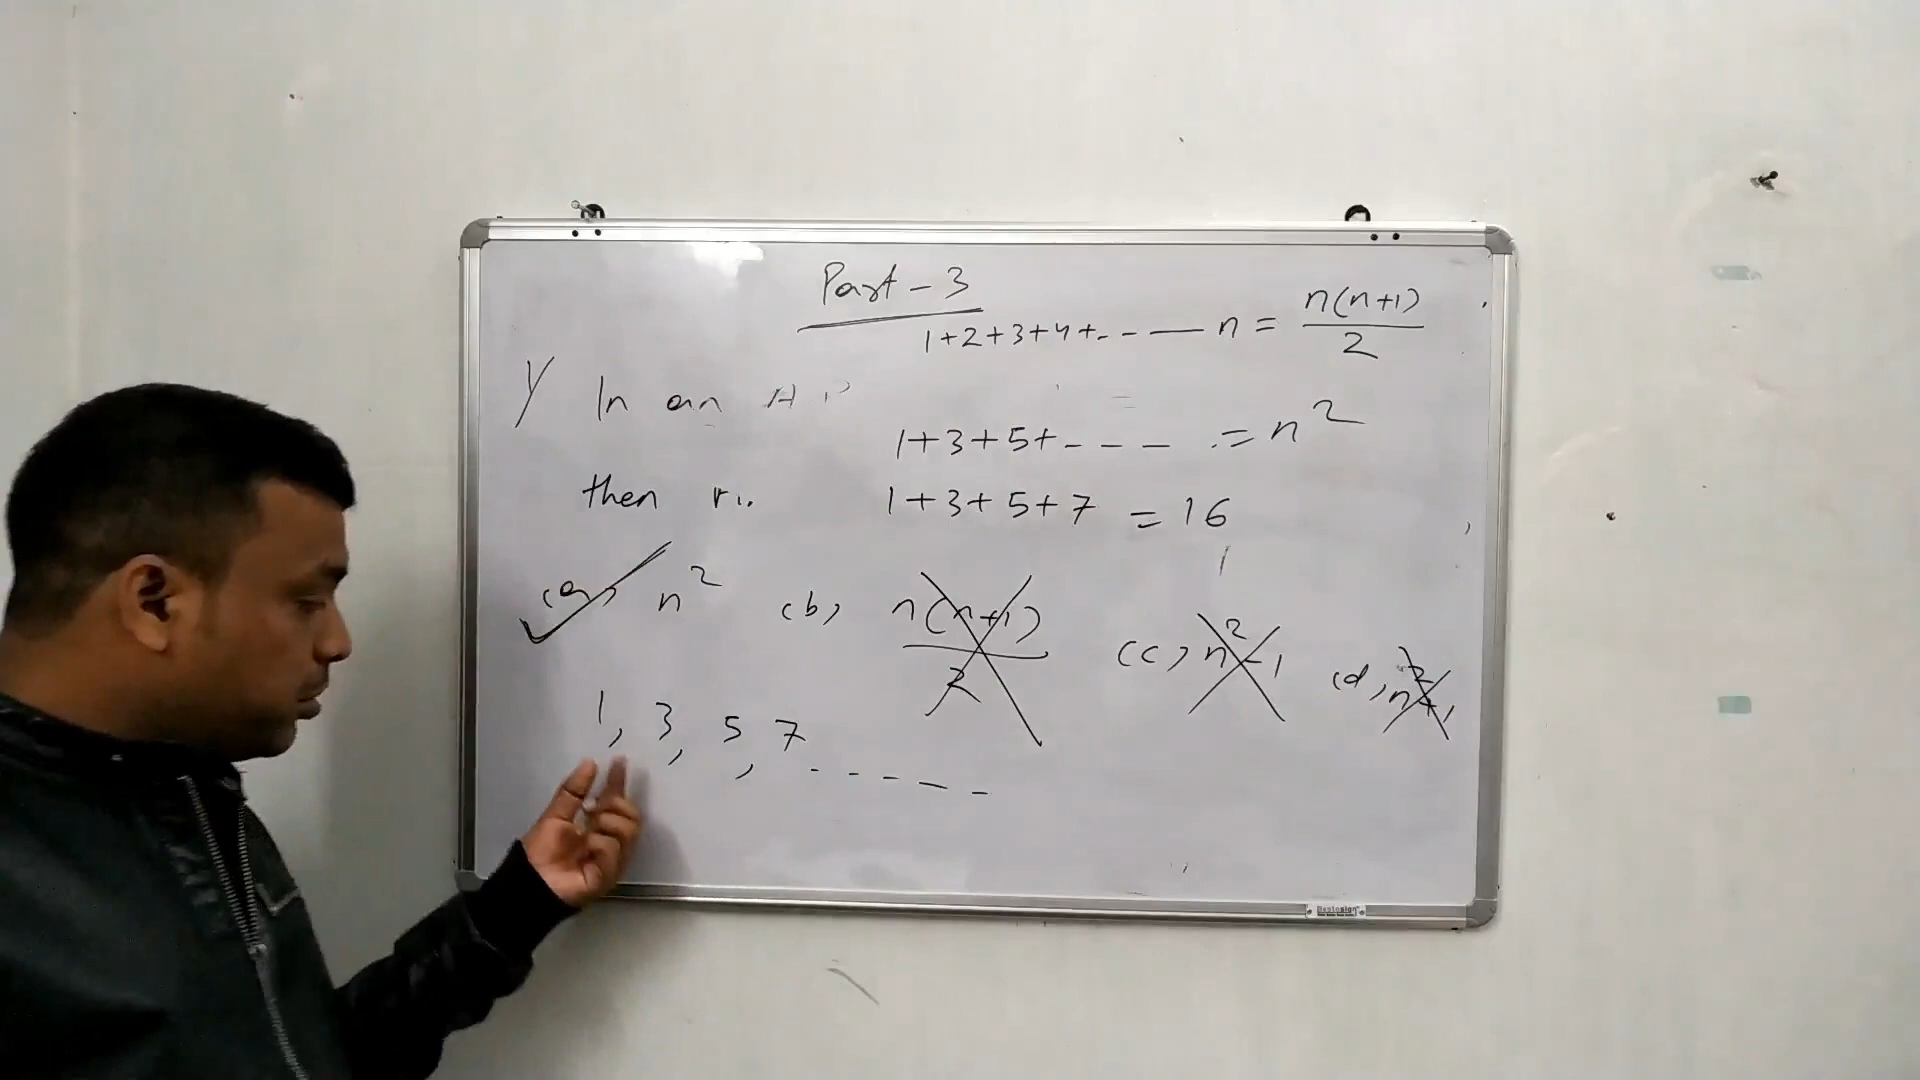 Part - 3
1+2+3+4+-- — n = n(n+1)/2
In an A P
1+3+5+--- = n²
then
1+3+5+7 = 16
(a) n² (b) n(n+1)/2 (c) n²-1 (d) n²+1
1, 3, 5, 7 -----